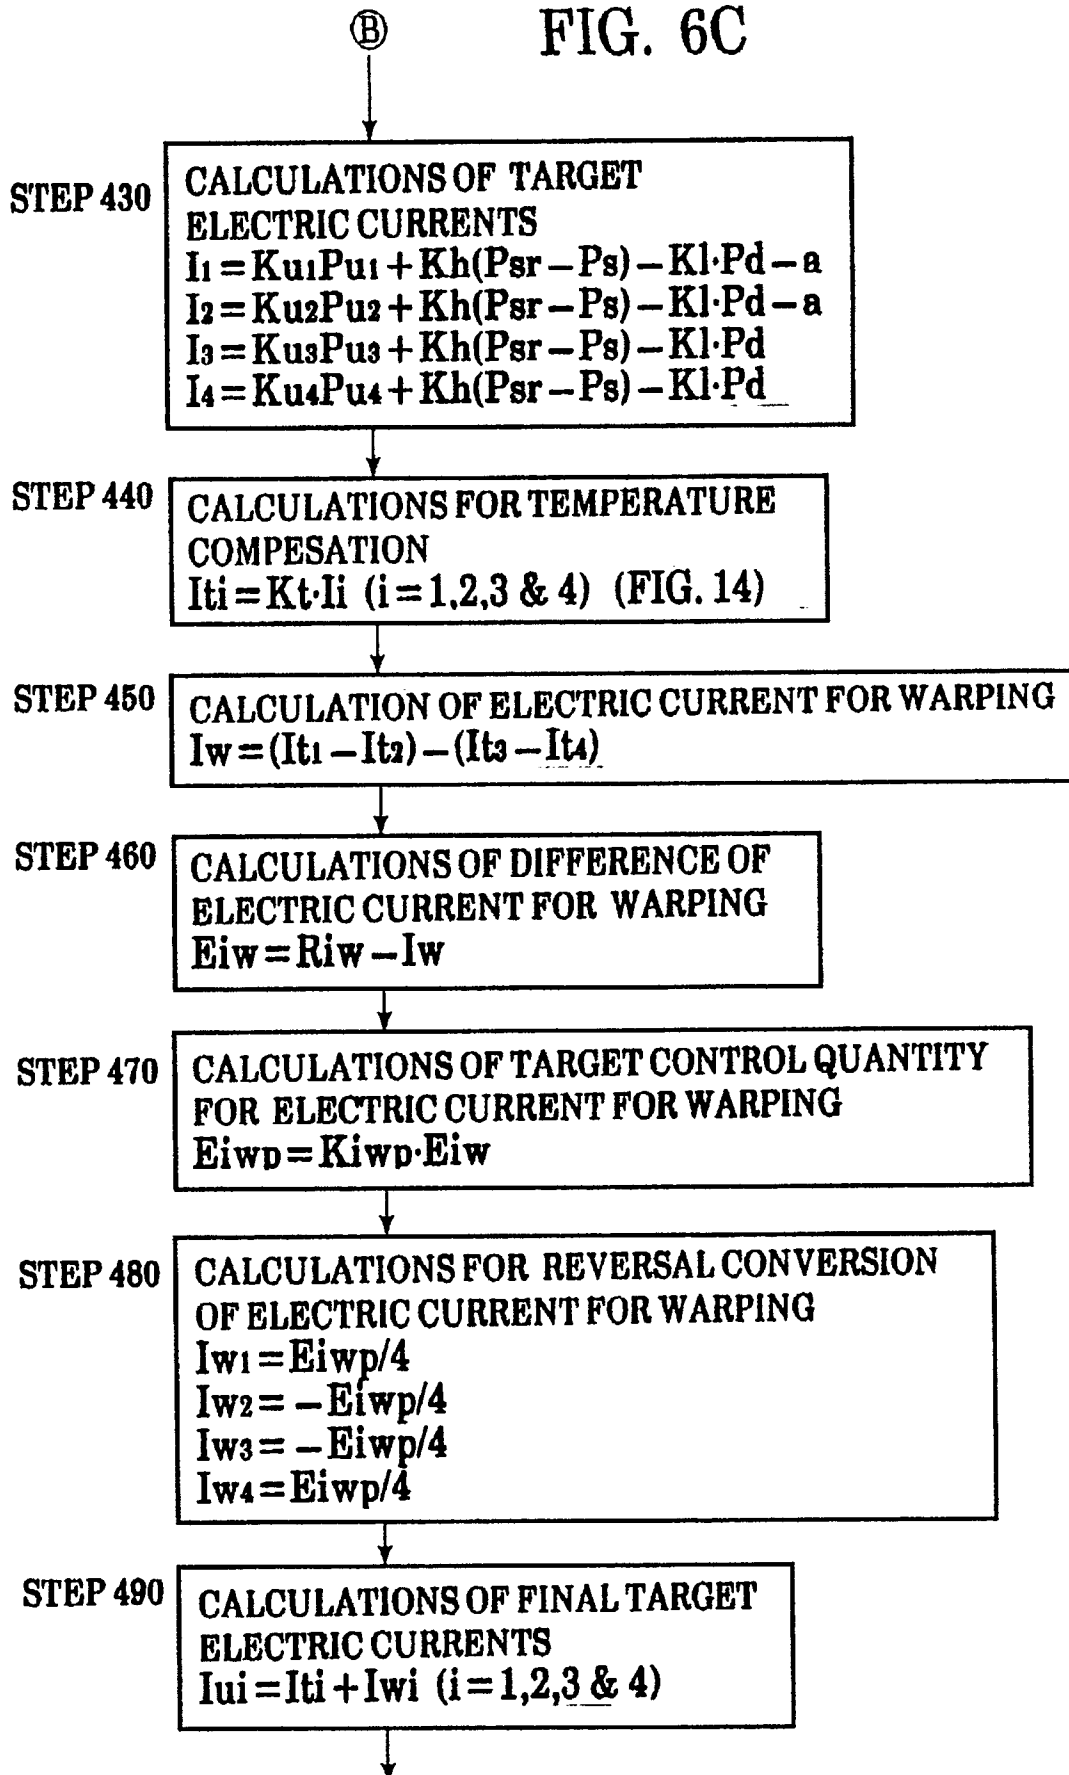 Ⓑ
FIG. 6C
STEP 430
CALCULATIONS OF TARGET
ELECTRIC CURRENTS
I1 = Ku1Pu1 + Kh(Psr – Ps) – Kl·Pd – a
I2 = Ku2Pu2 + Kh(Psr – Ps) – Kl·Pd – a
I3 = Ku3Pu3 + Kh(Psr – Ps) – Kl·Pd
I4 = Ku4Pu4 + Kh(Psr – Ps) – Kl·Pd
STEP 440
CALCULATIONS FOR TEMPERATURE
COMPESATION
Iti = Kt·Ii (i = 1,2,3 & 4) (FIG. 14)
STEP 450
CALCULATION OF ELECTRIC CURRENT FOR WARPING
Iw = (It1 – It2) – (It3 – It4)
STEP 460
CALCULATIONS OF DIFFERENCE OF
ELECTRIC CURRENT FOR WARPING
Eiw = Riw – Iw
STEP 470
CALCULATIONS OF TARGET CONTROL QUANTITY
FOR ELECTRIC CURRENT FOR WARPING
Eiwp = Kiwp·Eiw
STEP 480
CALCULATIONS FOR REVERSAL CONVERSION
OF ELECTRIC CURRENT FOR WARPING
Iw1 = Eiwp/4
Iw2 = – Eiwp/4
Iw3 = – Eiwp/4
Iw4 = Eiwp/4
STEP 490
CALCULATIONS OF FINAL TARGET
ELECTRIC CURRENTS
Iui = Iti + Iwi (i = 1,2,3 & 4)